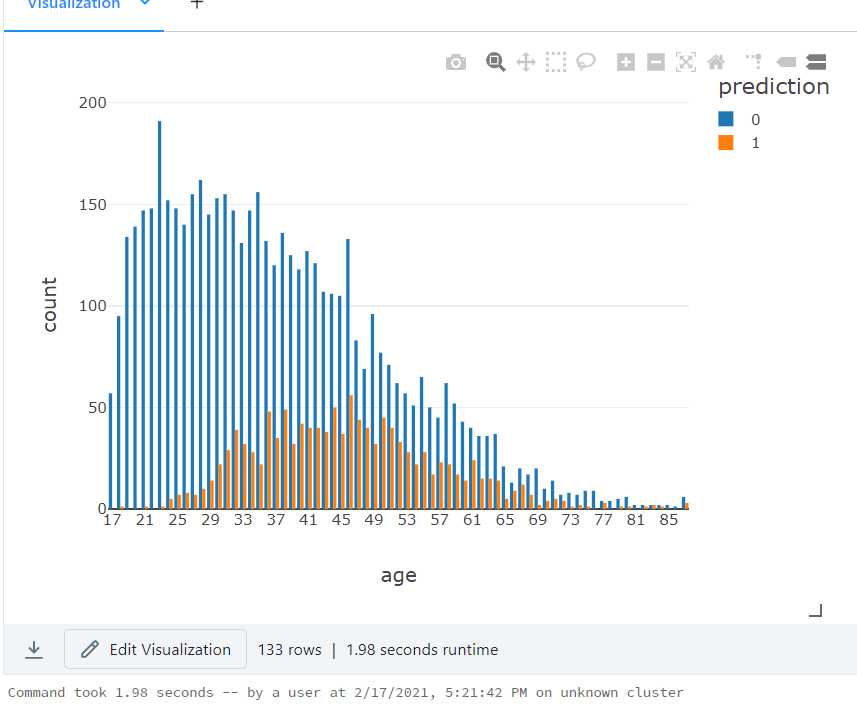 Visualization
+
prediction
0
1
200
150
100
50
0
count
17 21 25 29 33 37 41 45 49 53 57 61 65 69 73 77 81 85
age
Edit Visualization 133 rows | 1.98 seconds runtime
Command took 1.98 seconds -- by a user at 2/17/2021, 5:21:42 PM on unknown cluster